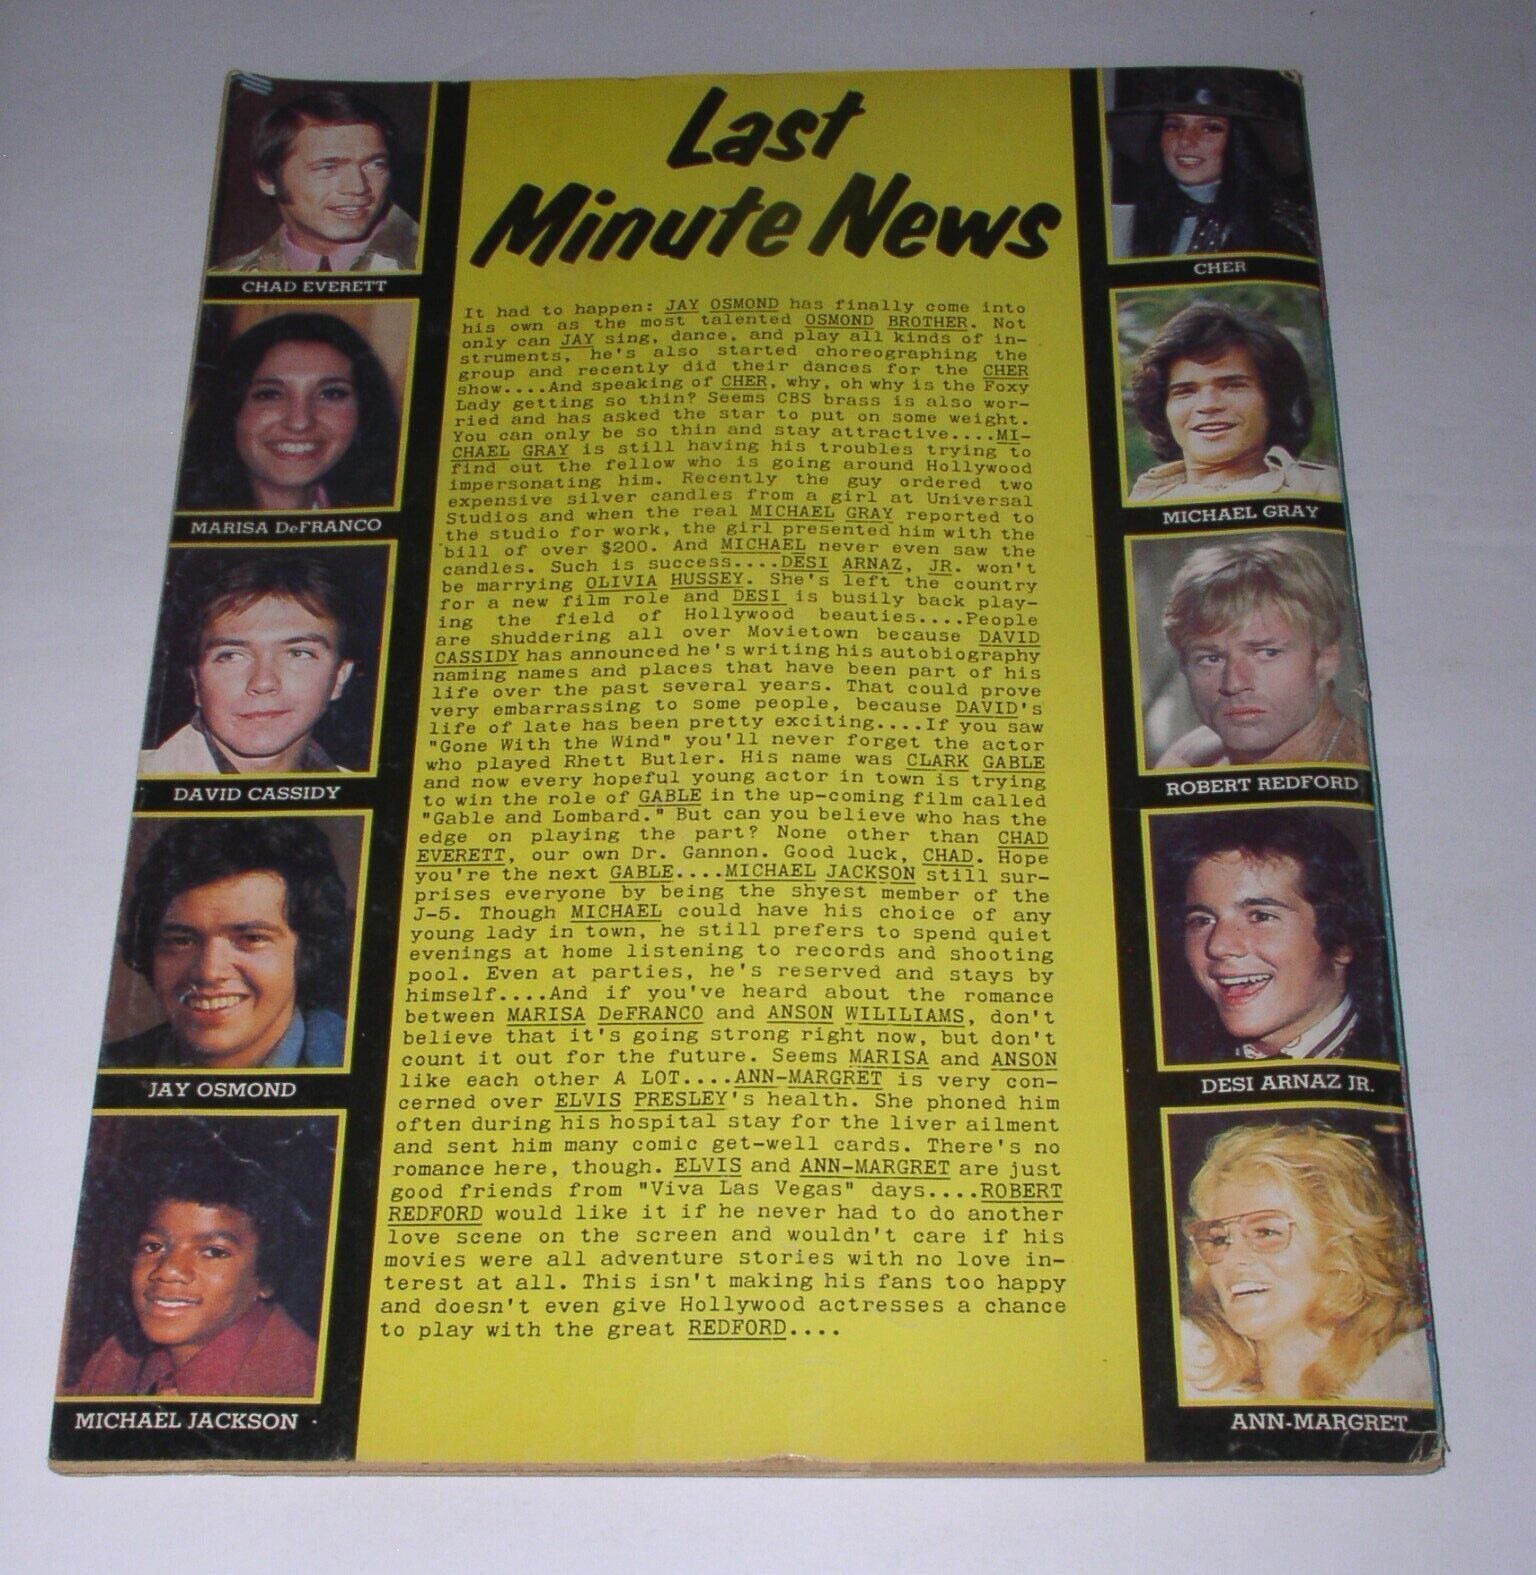 Last
Minute News
CHAD EVERETT
MARISA DeFRANCO
DAVID CASSIDY
JAY OSMOND
MICHAEL JACKSON
It had to happen: JAY OSMOND has finally come into
his own as the most talented OSMOND BROTHER. Not
only can JAY sing, dance, and play all kinds of in-
struments, he's also started choreographing the
group and recently did their dances for the CHER
show....And speaking of CHER, why, oh why is the Foxy
Lady getting so thin? Seems CBS brass is also wor-
ried and has asked the star to put on some weight.
You can only be so thin and stay attractive....MI-
CHAEL GRAY is still having his troubles trying to
find out the fellow who is going around Hollywood
impersonating him. Recently the guy ordered two
expensive silver candles from a girl at Universal
Studios and when the real MICHAEL GRAY reported to
the studio for work, the girl presented him with the
bill of over $200. And MICHAEL never even saw the
candles. Such is success....DESI ARNAZ, JR. won't
be marrying OLIVIA HUSSEY. She's left the country
for a new film role and DESI is busily back play-
ing the field of Hollywood beauties....People
are shuddering all over Movietown because DAVID
CASSIDY has announced he's writing his autobiography
naming names and places that have been part of his
life over the past several years. That could prove
very embarrassing to some people, because DAVID's
life of late has been pretty exciting....If you saw
"Gone With the Wind" you'll never forget the actor
who played Rhett Butler. His name was CLARK GABLE
and now every hopeful young actor in town is trying
to win the role of GABLE in the up-coming film called
"Gable and Lombard." But can you believe who has the
edge on playing the part? None other than CHAD
EVERETT, our own Dr. Gannon. Good luck, CHAD. Hope
you're the next GABLE....MICHAEL JACKSON still sur-
prises everyone by being the shyest member of the
J-5. Though MICHAEL could have his choice of any
young lady in town, he still prefers to spend quiet
evenings at home listening to records and shooting
pool. Even at parties, he's reserved and stays by
himself....And if you've heard about the romance
between MARISA DeFRANCO and ANSON WILILIAMS, don't
believe that it's going strong right now, but don't
count it out for the future. Seems MARISA and ANSON
like each other A LOT....ANN-MARGRET is very con-
cerned over ELVIS PRESLEY's health. She phoned him
often during his hospital stay for the liver ailment
and sent him many comic get-well cards. There's no
romance here, though. ELVIS and ANN-MARGRET are just
good friends from "Viva Las Vegas" days....ROBERT
REDFORD would like it if he never had to do another
love scene on the screen and wouldn't care if his
movies were all adventure stories with no love in-
terest at all. This isn't making his fans too happy
and doesn't even give Hollywood actresses a chance
to play with the great REDFORD....
CHER
MICHAEL GRAY
ROBERT REDFORD
DESI ARNAZ JR.
ANN-MARGRET